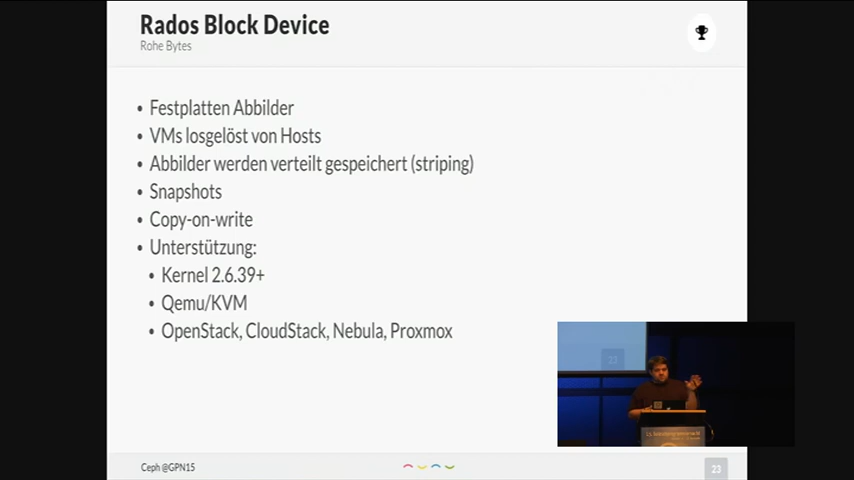 Rados Block Device
Rohe Bytes
• Festplatten Abbilder
• VMs losgelöst von Hosts
• Abbilder werden verteilt gespeichert (striping)
• Snapshots
• Copy-on-write
• Unterstützung:
• Kernel 2.6.39+
• Qemu/KVM
• OpenStack, CloudStack, Nebula, Proxmox
23
Ceph @GPN15
23